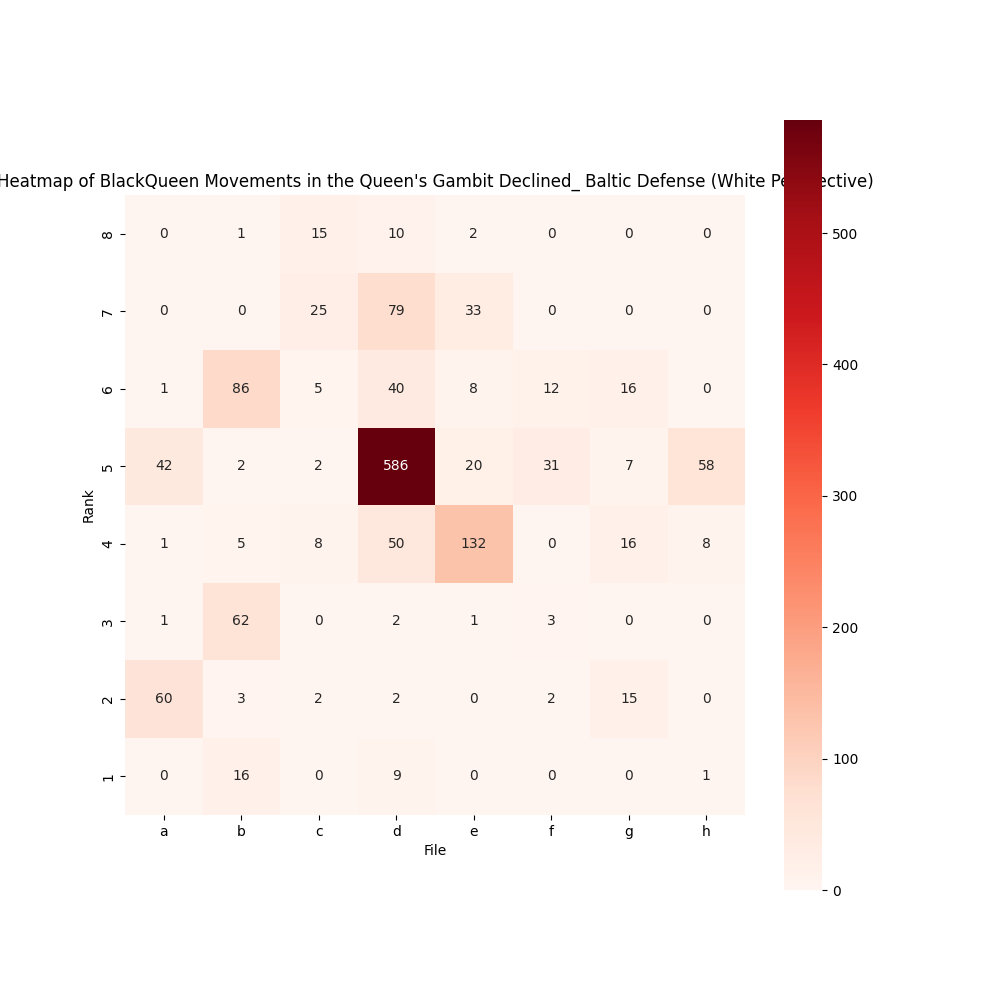 Heatmap of BlackQueen Movements in the Queen's Gambit Declined_ Baltic Defense (White
8 0 1 15 10 2 0 0 0
7 0 0 25 79 33 0 0 0
6 1 86 5 40 8 12 16 0
5 42 2 2 586 20 31 7 58
4 1 5 8 50 132 0 16 8
3 1 62 0 2 1 3 0 0
2 60 3 2 2 0 2 15 0
1 0 16 0 9 0 0 0 1
a b c d e f g h
File
Rank
500
400
300
200
100
0